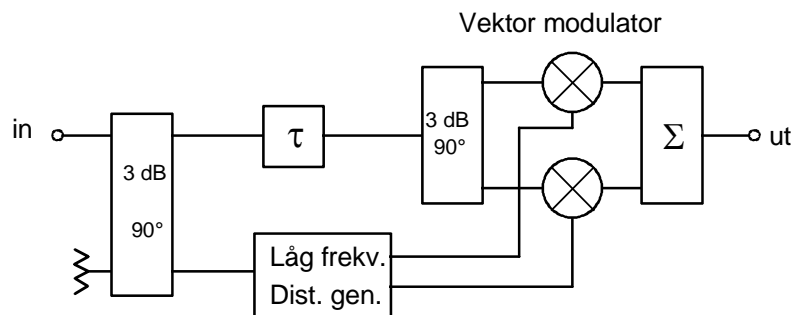 Vektor modulator
in
3 dB
90°
τ
3 dB
90°
Σ
ut
Låg frekv.
Dist. gen.